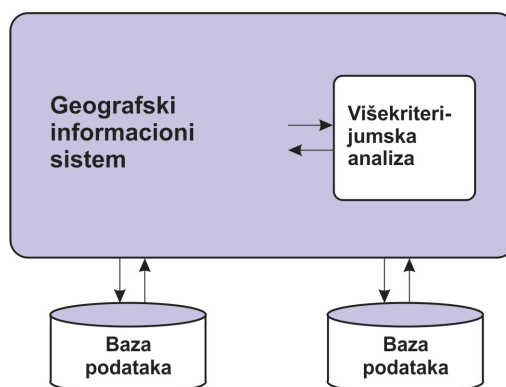 Geografski
informacioni
sistem
Višekriteri-
jumska
analiza
Baza
podataka
Baza
podataka